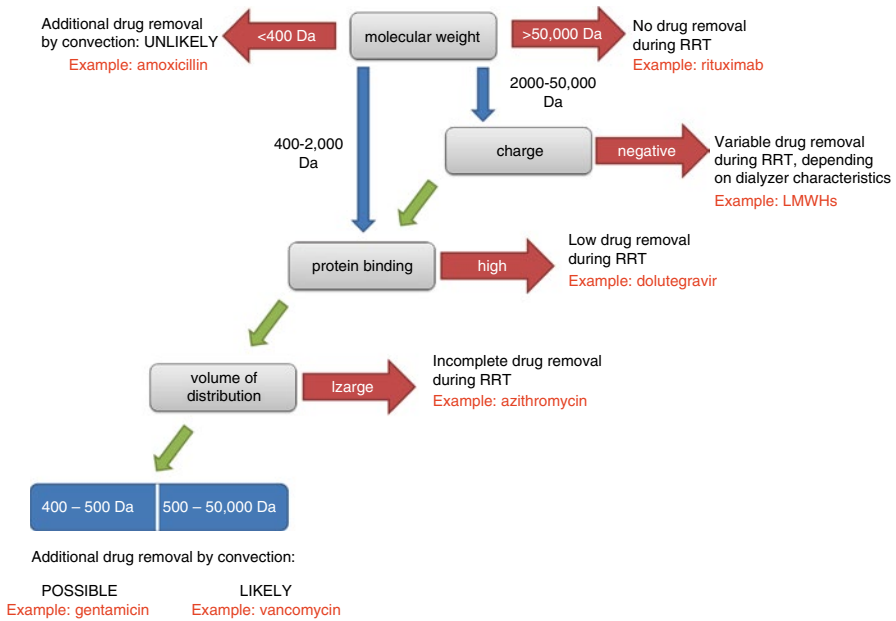 Additional drug removal
by convection: UNLIKELY
Example: amoxicillin
<400 Da
molecular weight
>50,000 Da
No drug removal
during RRT
Example: rituximab
2000-50,000
Da
400-2,000
Da
charge
negative
Variable drug removal
during RRT, depending
on dialyzer characteristics
Example: LMWHs
protein binding
high
Low drug removal
during RRT
Example: dolutegravir
volume of
distribution
lzarge
Incomplete drug removal
during RRT
Example: azithromycin
400 – 500 Da
500 – 50,000 Da
Additional drug removal by convection:
POSSIBLE
Example: gentamicin
LIKELY
Example: vancomycin